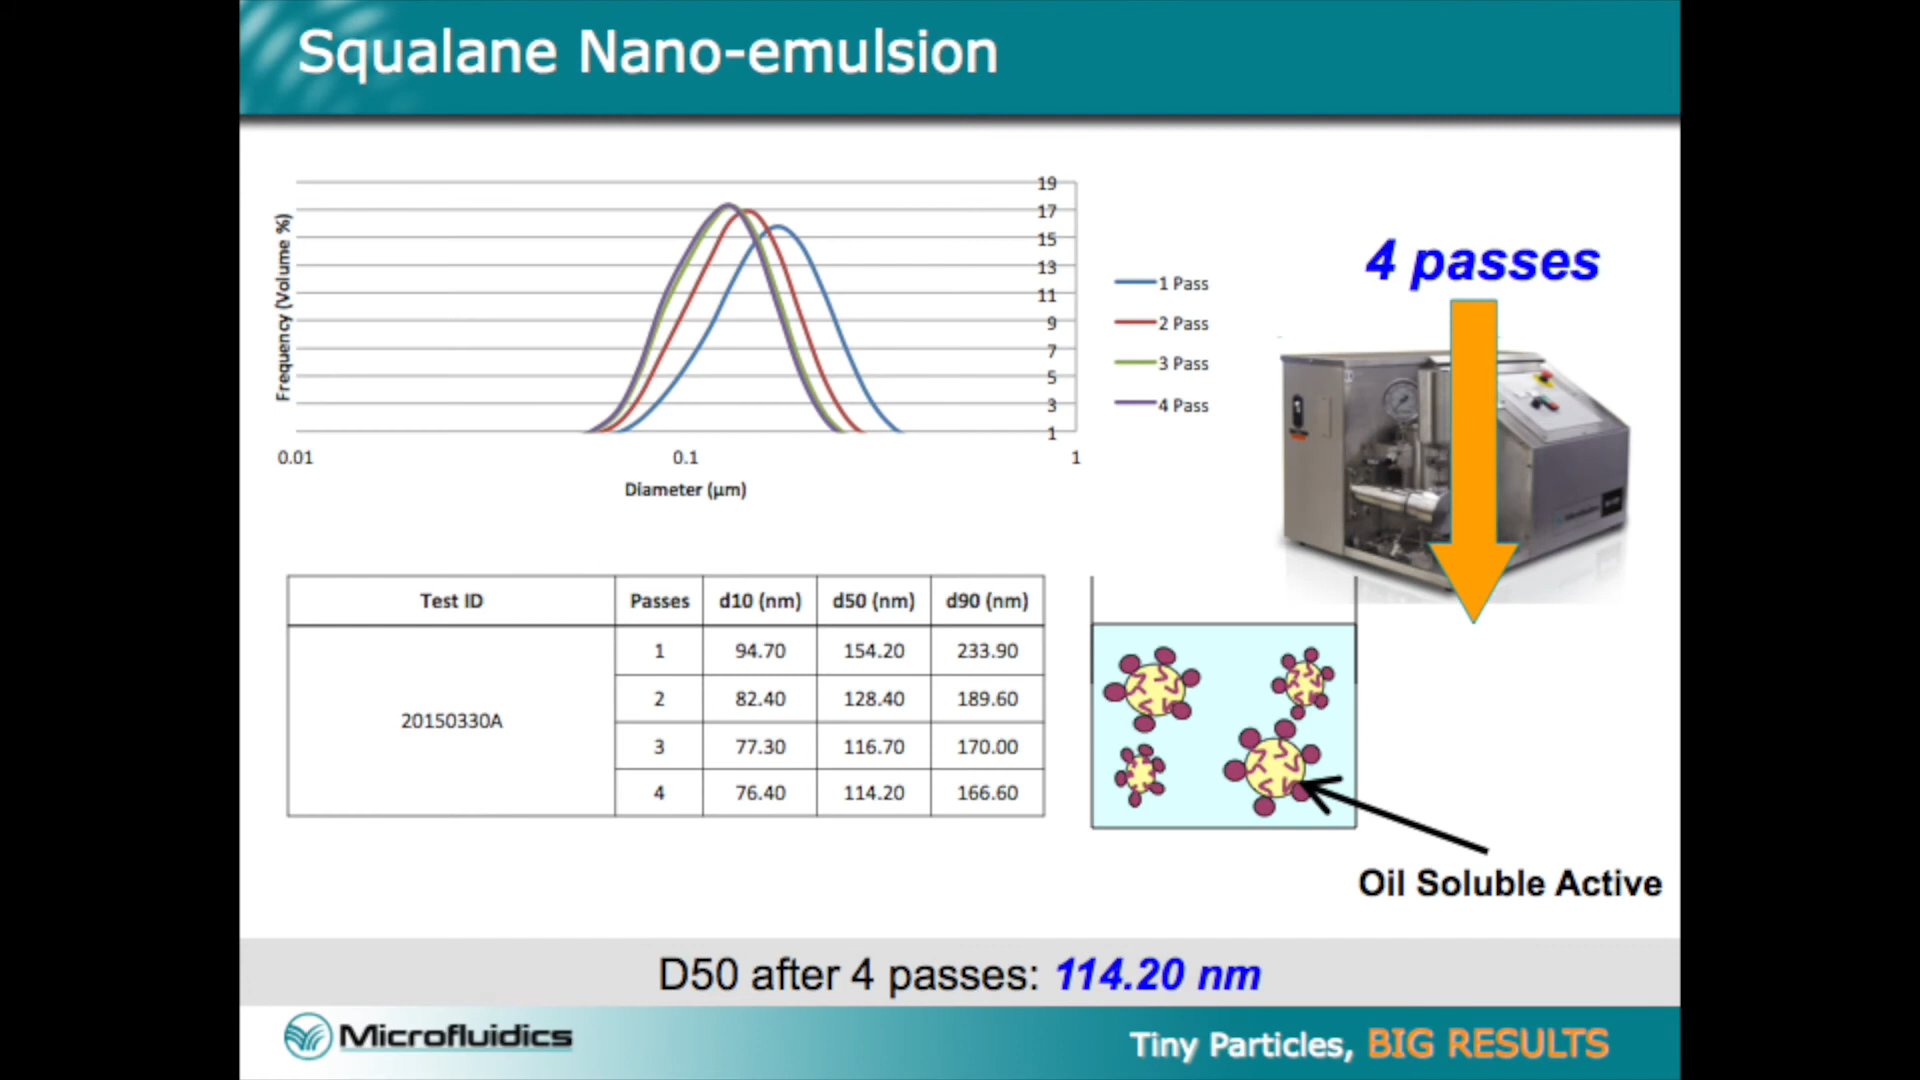 Squalane Nano-emulsion
Frequency (Volume %)
19
17
15
13
11
9
7
5
3
1
0.01
0.1
1
Diameter (µm)
1 Pass
2 Pass
3 Pass
4 Pass
4 passes
Test ID Passes d10 (nm) d50 (nm) d90 (nm)
20150330A
1 94.70 154.20 233.90
2 82.40 128.40 189.60
3 77.30 116.70 170.00
4 76.40 114.20 166.60
Oil Soluble Active
D50 after 4 passes: 114.20 nm
Microfluidics
Tiny Particles, BIG RESULTS